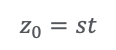 z₀ = st